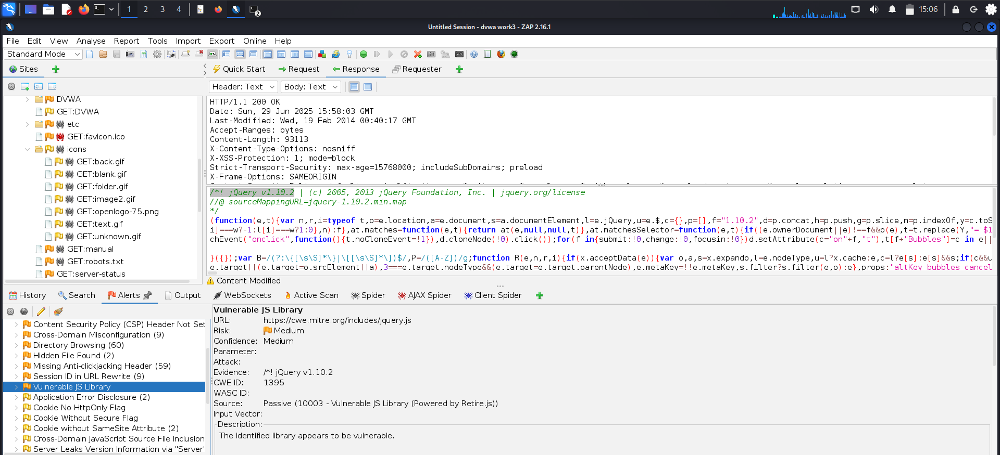 1 2 3 4
2
15:06
Untitled Session - dvwa work3 - ZAP 2.16.1
File Edit View Analyse Report Tools Import Export Online Help
Standard Mode
Sites
Quick Start Request Response Requester
Header: Text Body: Text
DVWA
GET:DVWA
etc
GET:favicon.ico
icons
GET:back.gif
GET:blank.gif
GET:folder.gif
GET:image2.gif
GET:openlogo-75.png
GET:text.gif
GET:unknown.gif
GET:manual
GET:robots.txt
GET:server-status
HTTP/1.1 200 OK
Date: Sun, 29 Jun 2025 15:58:03 GMT
Last-Modified: Wed, 19 Feb 2014 00:40:17 GMT
Accept-Ranges: bytes
Content-Length: 93113
X-Content-Type-Options: nosniff
X-XSS-Protection: 1; mode=block
Strict-Transport-Security: max-age=15768000; includeSubDomains; preload
X-Frame-Options: SAMEORIGIN
/*! jQuery v1.10.2 | (c) 2005, 2013 jQuery Foundation, Inc. | jquery.org/license
//@ sourceMappingURL=jquery-1.10.2.min.map
*/
(function(e,t){var n,r,i=typeof t,o=e.location,a=e.document,s=a.documentElement,l=e.jQuery,u=e.$,c={},p=[],f="1.10.2",d=p.concat,h=p.push,g=p.slice,m=p.indexOf,y=c.toS
i]===w?-1:l[i]===w?1:0},n):f},at.matches=function(e,t){return at(e,null,null,t)},at.matchesSelector=function(e,t){if((e.ownerDocument||e)!==f&&p(e),t=t.replace(Y,"='$1
chEvent("onclick",function(){t.noCloneEvent=!1}),d.cloneNode(!0).click());for(f in{submit:!0,change:!0,focusin:!0})d.setAttribute(c="on"+f,"t"),t[f+"Bubbles"]=c in e||
}({});var B=/(?:\{[\s\S]*\}|\[[\s\S]*\])$/,P=/([A-Z])/g;function R(e,n,r,i){if(x.acceptData(e)){var o,a,s=x.expando,l=e.nodeType,u=l?x.cache:e,c=l?e[s]:e[s]&&s;if(c&&u
e.target||(e.target=o.srcElement||a),3===e.target.nodeType&&(e.target=e.target.parentNode),e.metaKey=!!e.metaKey,s.filter?s.filter(e,o):e},props:"altKey bubbles cancel
Content Modified
History Search Alerts Output WebSockets Active Scan Spider AJAX Spider Client Spider
Content Security Policy (CSP) Header Not Set
Cross-Domain Misconfiguration (9)
Directory Browsing (60)
Hidden File Found (2)
Missing Anti-clickjacking Header (59)
Session ID in URL Rewrite (9)
Vulnerable JS Library
Application Error Disclosure (2)
Cookie No HttpOnly Flag
Cookie Without Secure Flag
Cookie without SameSite Attribute (2)
Cross-Domain JavaScript Source File Inclusion
Server Leaks Version Information via "Server"
Vulnerable JS Library
URL: https://cwe.mitre.org/includes/jquery.js
Risk: Medium
Confidence: Medium
Parameter:
Attack:
Evidence: /*! jQuery v1.10.2
CWE ID: 1395
WASC ID:
Source: Passive (10003 - Vulnerable JS Library (Powered by Retire.js))
Input Vector:
Description:
The identified library appears to be vulnerable.